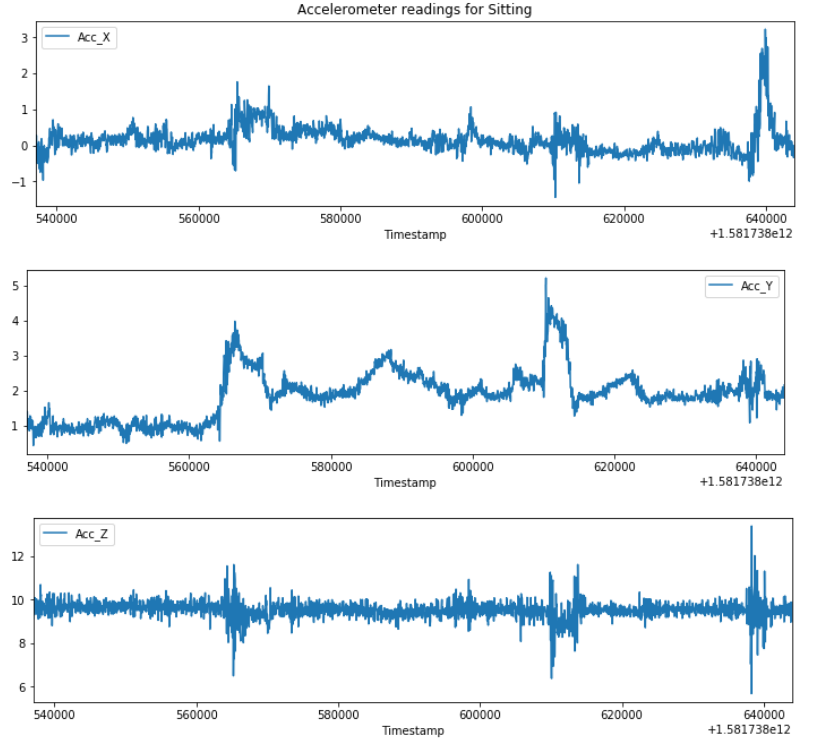 Accelerometer readings for Sitting
Acc_X
3
2
1
0
−1
540000 560000 580000 600000 620000 640000
Timestamp
+1.581738e12
Acc_Y
5
4
3
2
1
540000 560000 580000 600000 620000 640000
Timestamp
+1.581738e12
Acc_Z
12
10
8
6
540000 560000 580000 600000 620000 640000
Timestamp
+1.581738e12